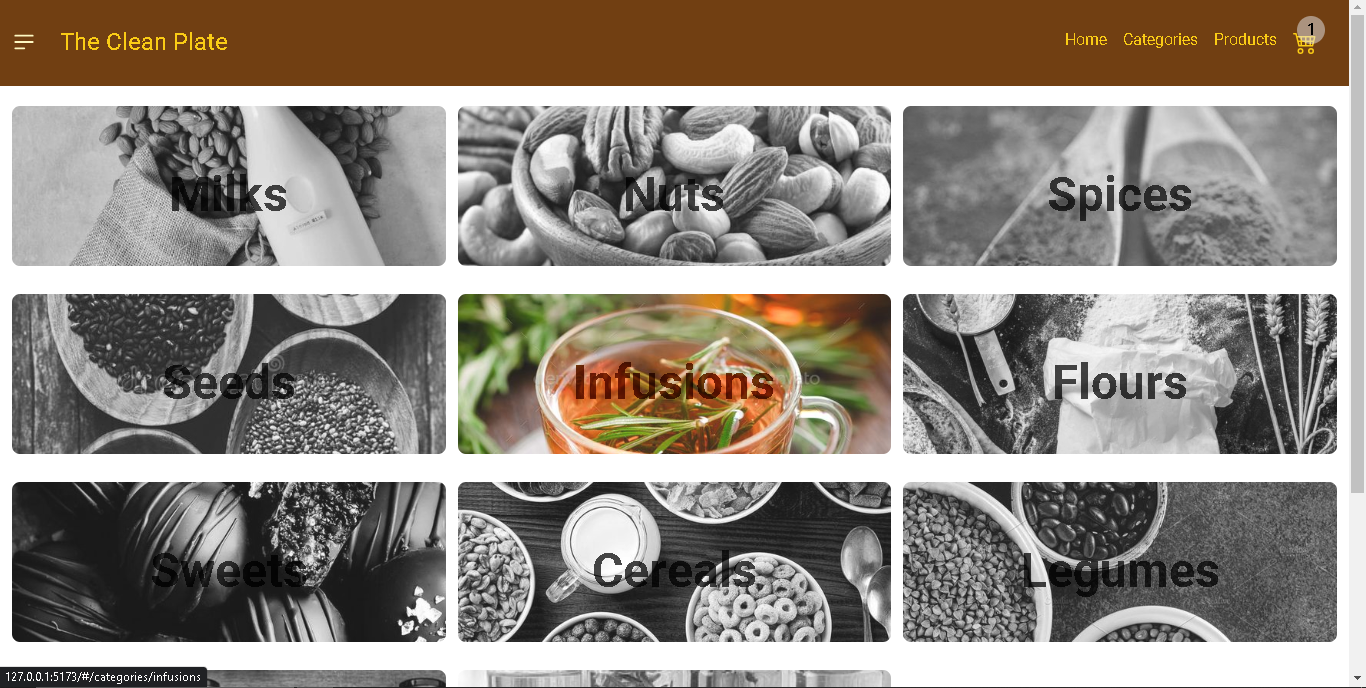 The Clean Plate
Home Categories Products 1
Milks Nuts Spices
Seeds Infusions Flours
Sweets Cereals Legumes
127.0.0.1:5173/#/categories/infusions